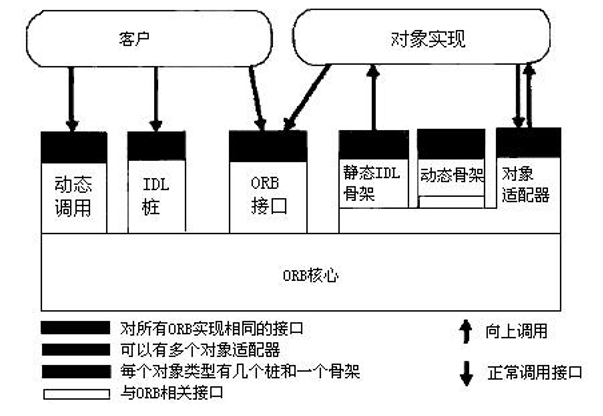 客户
对象实现
动态
调用
IDL
桩
ORB
接口
静态IDL
骨架
动态骨架
对象
适配器
ORB核心
对所有ORB实现相同的接口
可以有多个对象适配器
每个对象类型有几个桩和一个骨架
与ORB相关接口
向上调用
正常调用接口